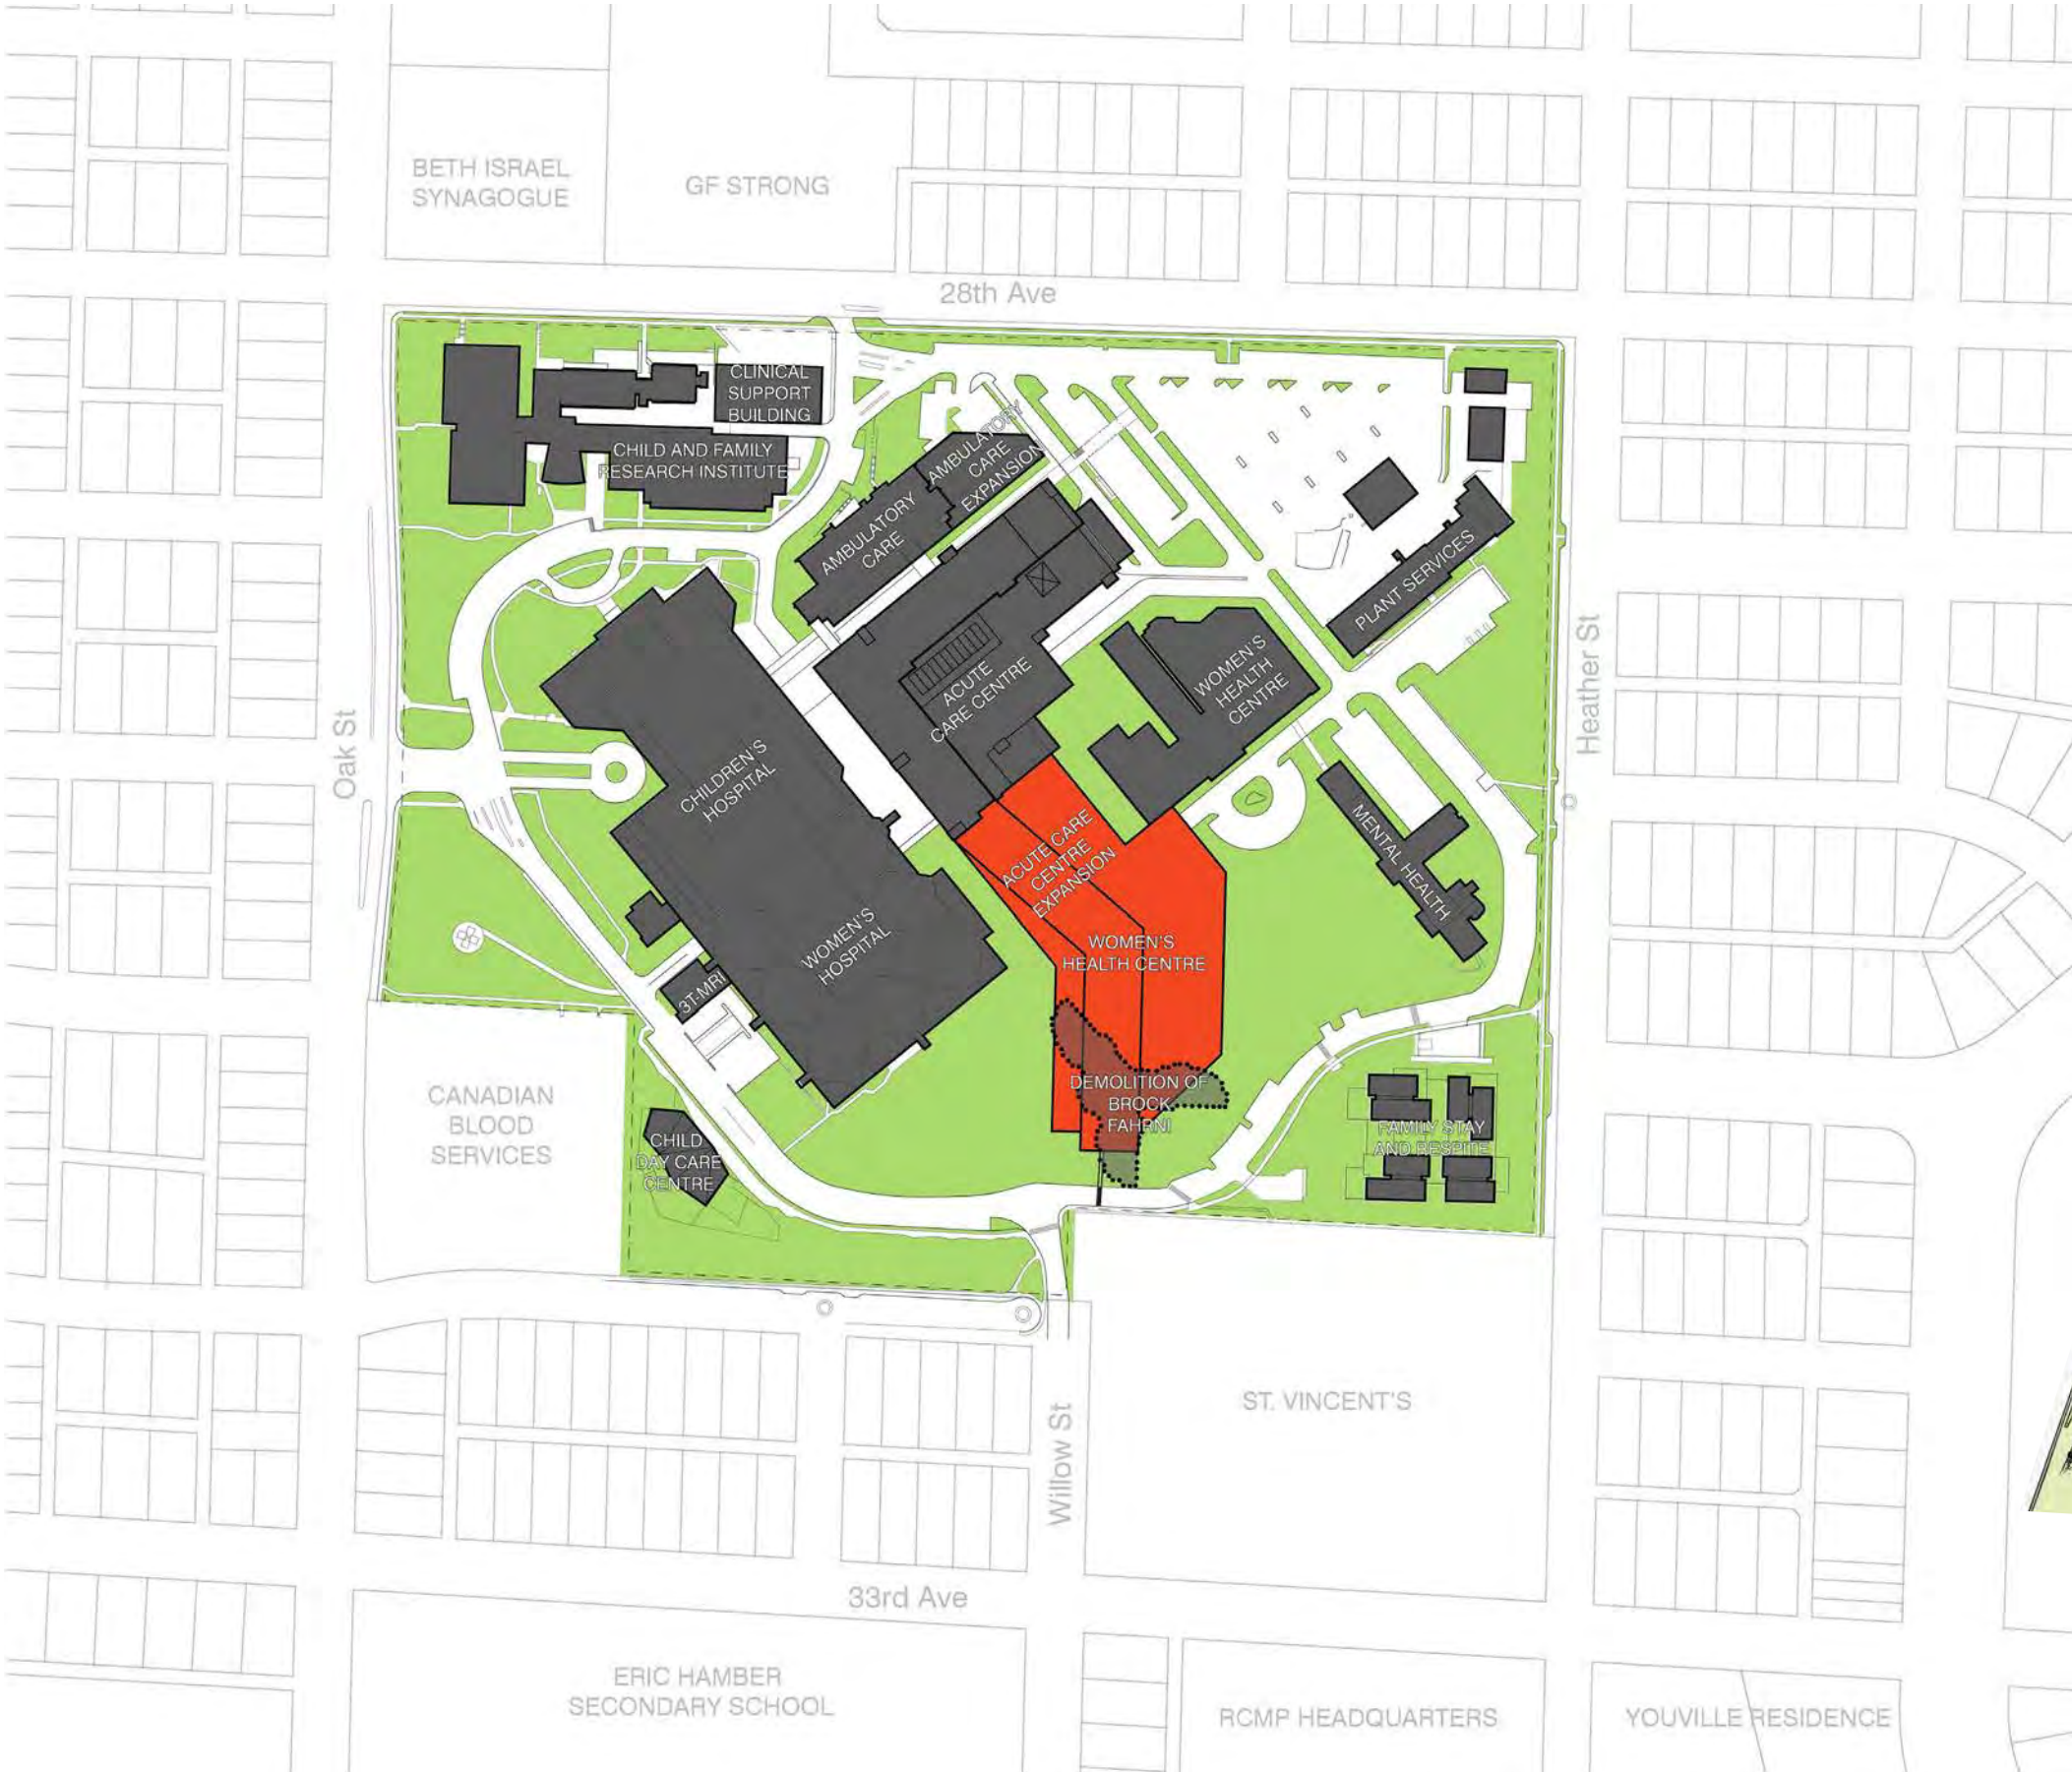 BETH ISRAEL
SYNAGOGUE
GF STRONG
28th Ave
CLINICAL
SUPPORT
BUILDING
CHILD AND FAMILY
RESEARCH INSTITUTE
AMBULATORY
CARE
EXPANSION
AMBULATORY
CARE
PLANT SERVICES
ACUTE
CARE CENTRE
WOMEN'S
HEALTH
CENTRE
Oak St
Heather St
CHILDREN'S
HOSPITAL
ACUTE CARE
CENTRE
EXPANSION
MENTAL HEALTH
WOMEN'S
HOSPITAL
WOMEN'S
HEALTH CENTRE
3T-MRI
DEMOLITION OF
BROCK
FAHRNI
CANADIAN
BLOOD
SERVICES
CHILD
DAY CARE
CENTRE
FAMILY STAY
AND RESPITE
ST. VINCENT'S
Willow St
33rd Ave
ERIC HAMBER
SECONDARY SCHOOL
RCMP HEADQUARTERS
YOUVILLE RESIDENCE